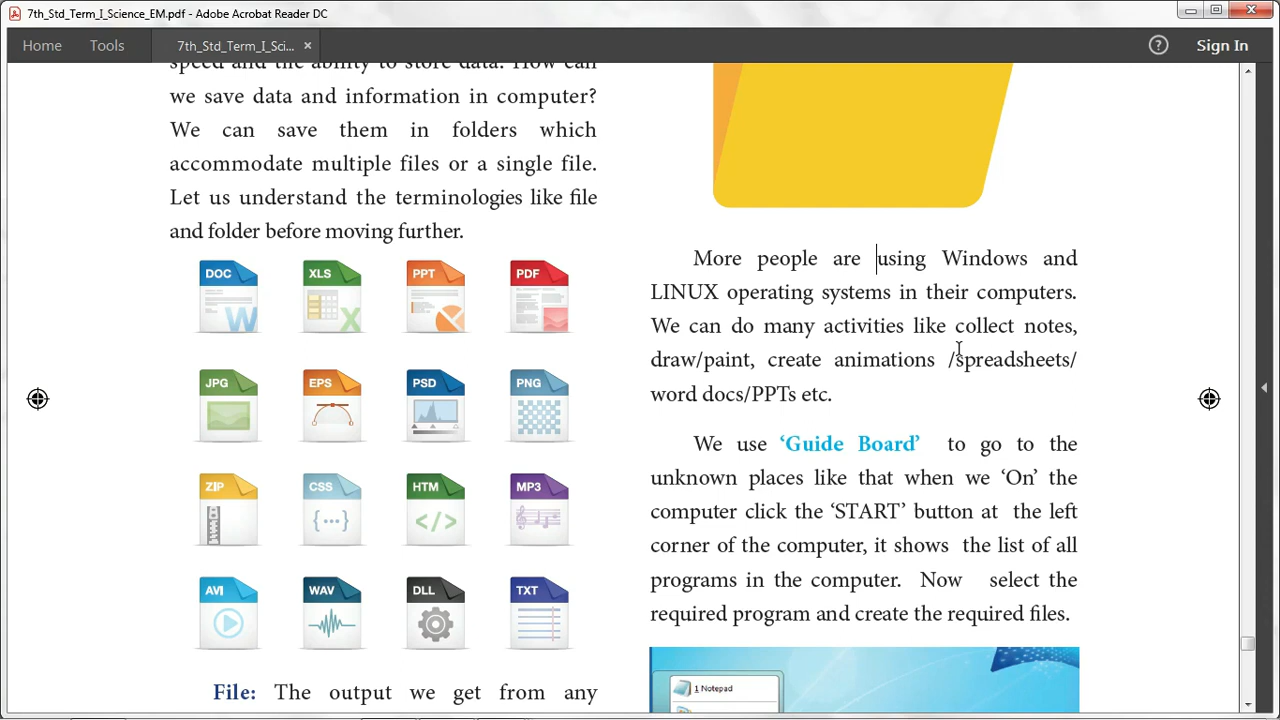 7th_Std_Term_I_Science_EM.pdf - Adobe Acrobat Reader DC
Home
Tools
7th_Std_Term_I_Sci...
×
?
Sign In
speed and the ability to store data. How can
we save data and information in computer?
We can save them in folders which
accommodate multiple files or a single file.
Let us understand the terminologies like file
and folder before moving further.
DOC XLS PPT PDF
W X
JPG EPS PSD PNG
ZIP CSS HTM MP3
{...} </>
AVI WAV DLL TXT
File: The output we get from any
More people are using Windows and
LINUX operating systems in their computers.
We can do many activities like collect notes,
draw/paint, create animations /spreadsheets/
word docs/PPTs etc.
We use ‘Guide Board’ to go to the
unknown places like that when we ‘On’ the
computer click the ‘START’ button at the left
corner of the computer, it shows the list of all
programs in the computer. Now select the
required program and create the required files.
1 Notepad